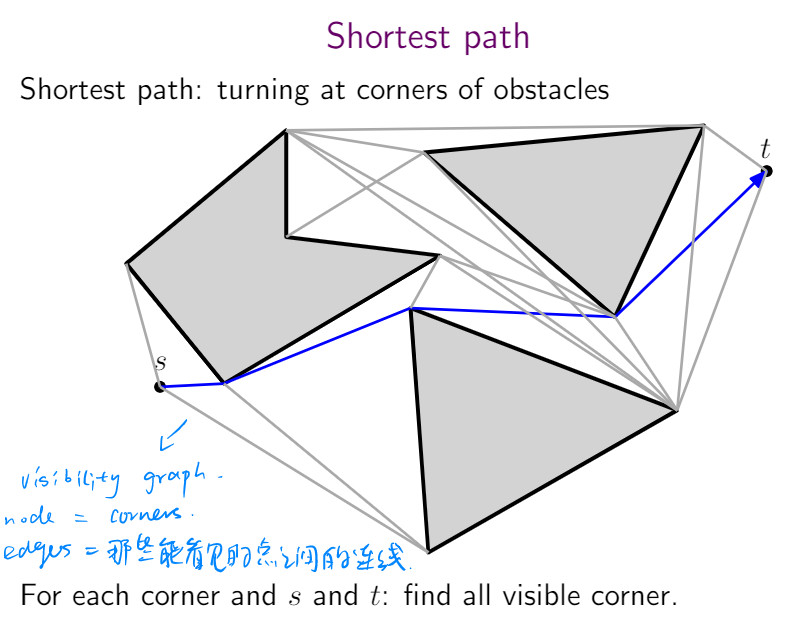 Shortest path
Shortest path: turning at corners of obstacles
t
s
visibility graph.
node = corners.
edges = 那些能看见的点之间的连线.
For each corner and s and t: find all visible corner.